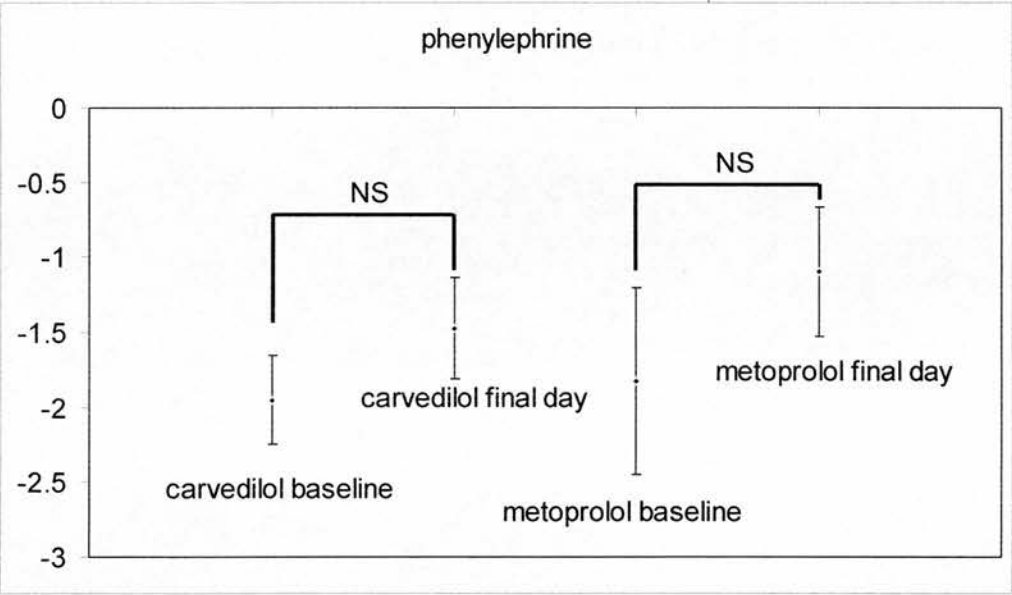 phenylephrine
0
-0.5
-1
-1.5
-2
-2.5
-3
NS
NS
metoprolol final day
carvedilol final day
carvedilol baseline
metoprolol baseline